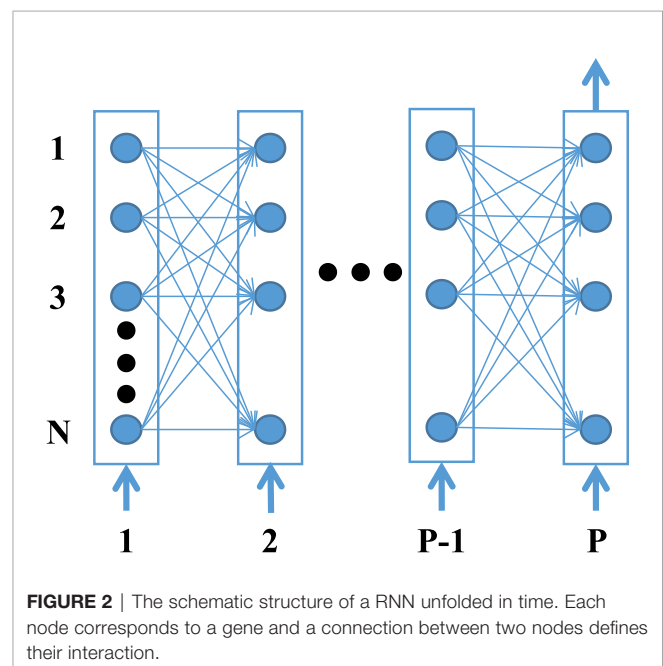 1
2
3
N
1 2 P-1 P
FIGURE 2 | The schematic structure of a RNN unfolded in time. Each
node corresponds to a gene and a connection between two nodes defines
their interaction.